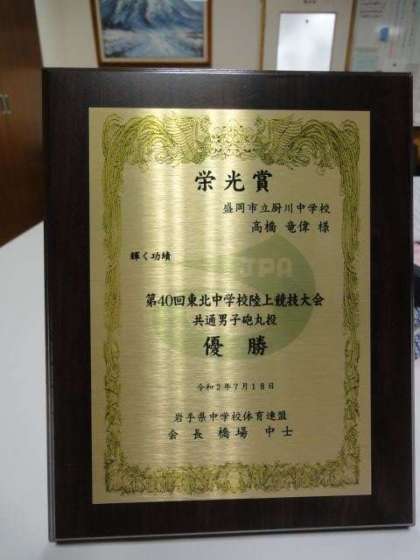 栄光賞
盛岡市立厨川中学校
高橋 竜偉 様
輝く功績
JPA
第40回東北中学校陸上競技大会
共通男子砲丸投
優勝
令和2年7月18日
岩手県中学校体育連盟
会長 橋場 中士